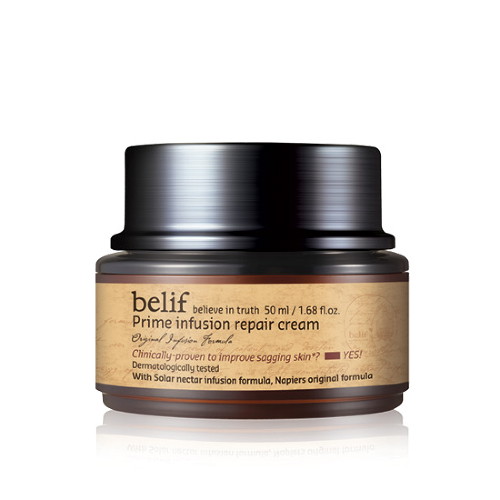 belif believe in truth 50 ml / 1.68 fl.oz.
Prime infusion repair cream
Original Infusion Formula
Clinically-proven to improve sagging skin*? YES!
Dermatologically tested
With Solar nectar infusion formula, Napiers original formula